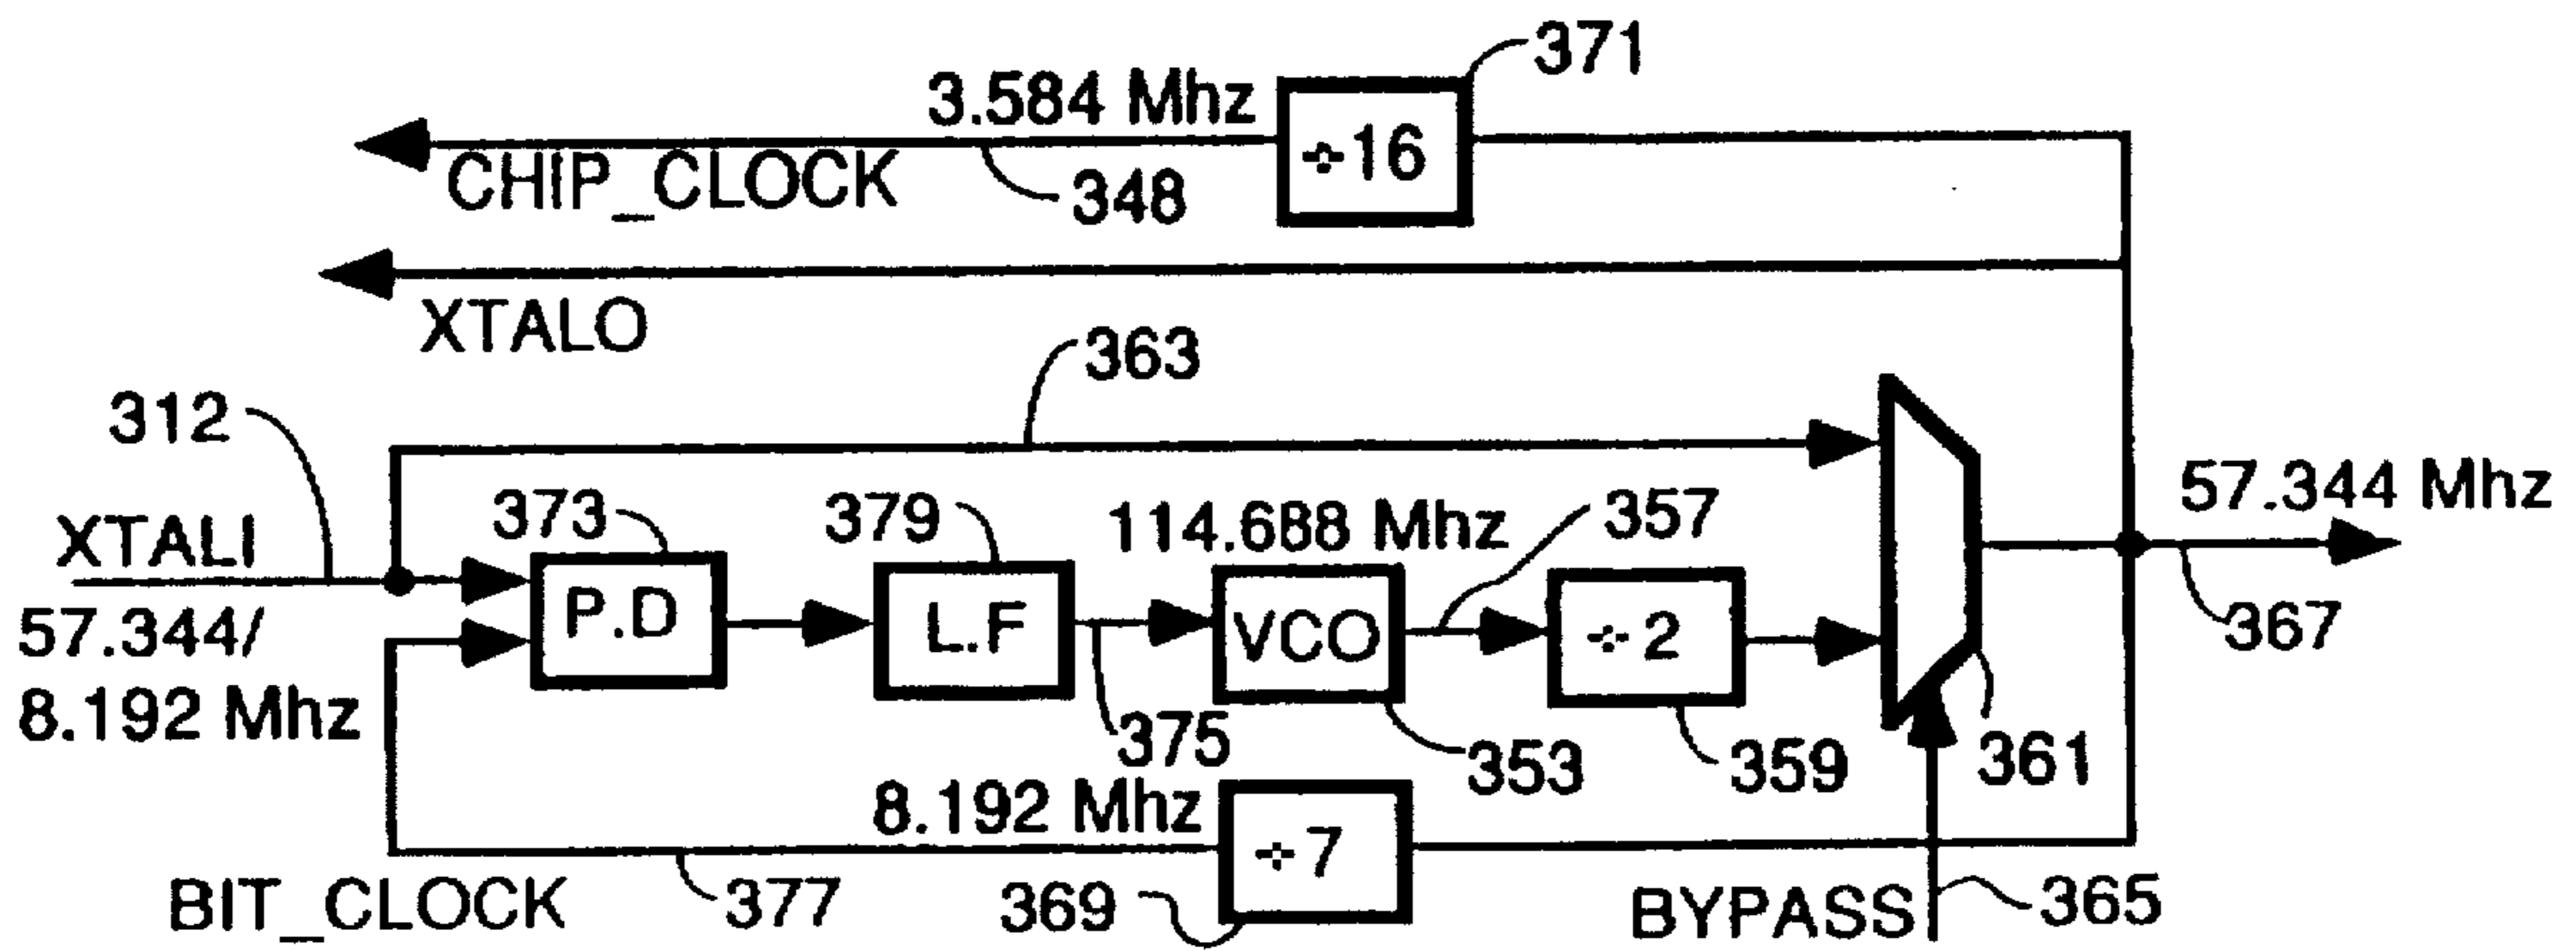 371
3.584 Mhz
÷16
CHIP_CLOCK
348
XTALO
363
312
57.344 Mhz
373
379
114.688 Mhz
357
XTALI
P.D
L.F
VCO
÷2
367
57.344/
8.192 Mhz
375
353
359
361
8.192 Mhz
÷7
BIT_CLOCK
377
369
BYPASS
365